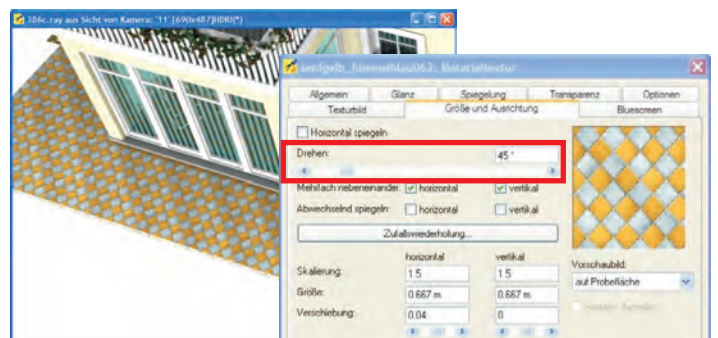 386c.ray aus Sicht von Kamera: '11' [690x487]HDRI(*)
senfgelb_himmelblau062: Materialtextur
Allgemein Glanz Spiegelung Transparenz Optionen
Texturbild Größe und Ausrichtung Bluescreen
Horizontal spiegeln
Drehen: 45 °
Mehrfach nebeneinander: horizontal vertikal
Abwechselnd spiegeln: horizontal vertikal
Zufallswiederholung...
horizontal vertikal
Vorschaubild:
Skalierung: 1.5 1.5
auf Probefläche
Größe: 0.667 m 0.667 m
Verschiebung: 0.04 0